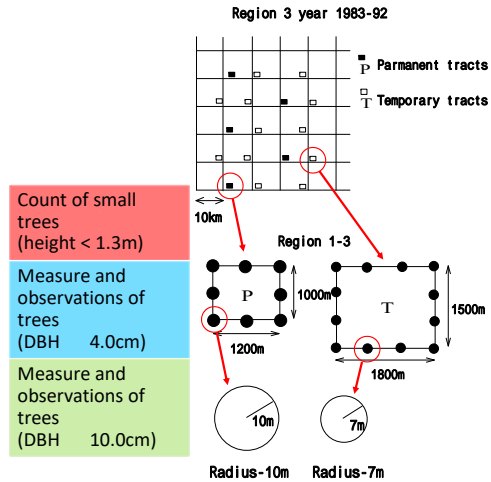 Region 3 year 1983-92
P Parmanent tracts
T Temporary tracts
10km
Region 1-3
Count of small
trees
(height < 1.3m)
Measure and
observations of
trees
(DBH 4.0cm)
Measure and
observations of
trees
(DBH 10.0cm)
P
1000m
1200m
T
1500m
1800m
10m
7m
Radius-10m
Radius-7m